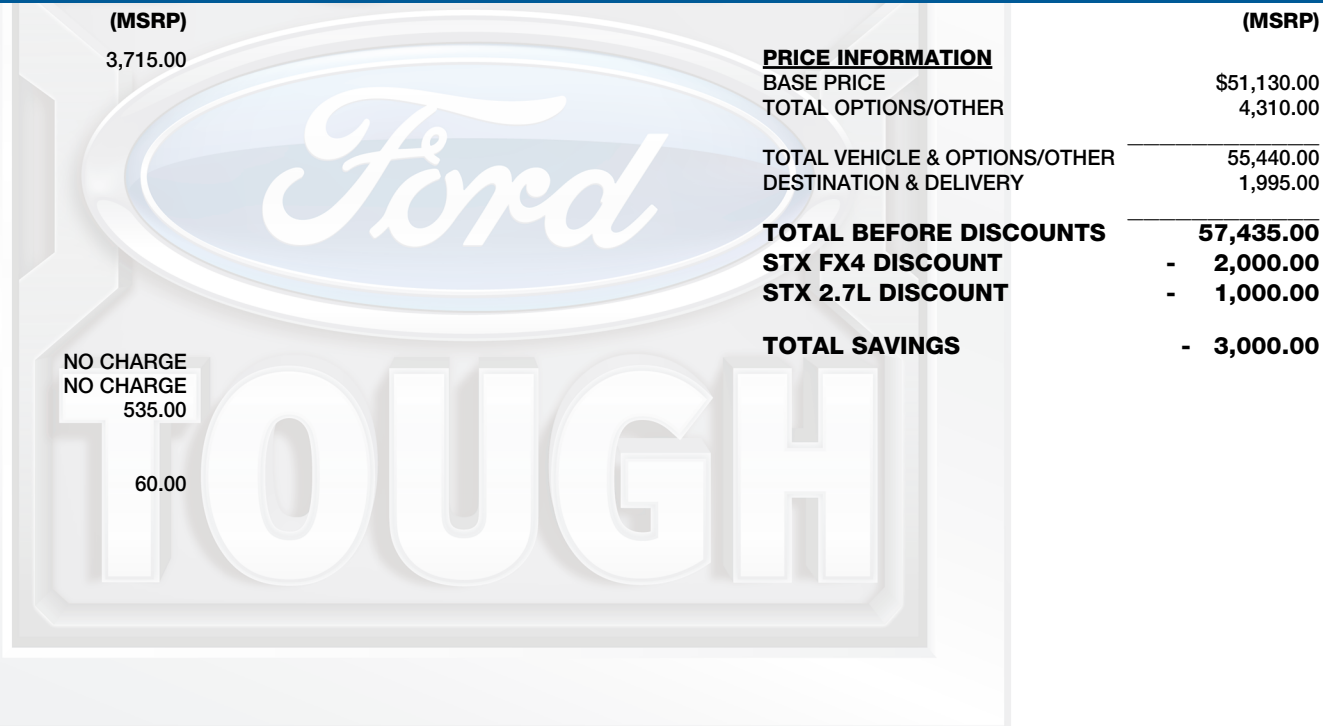 (MSRP)
3,715.00
NO CHARGE
NO CHARGE
535.00
60.00
Ford
TOUGH
(MSRP)
PRICE INFORMATION
BASE PRICE $51,130.00
TOTAL OPTIONS/OTHER 4,310.00
TOTAL VEHICLE & OPTIONS/OTHER 55,440.00
DESTINATION & DELIVERY 1,995.00
TOTAL BEFORE DISCOUNTS 57,435.00
STX FX4 DISCOUNT - 2,000.00
STX 2.7L DISCOUNT - 1,000.00
TOTAL SAVINGS - 3,000.00